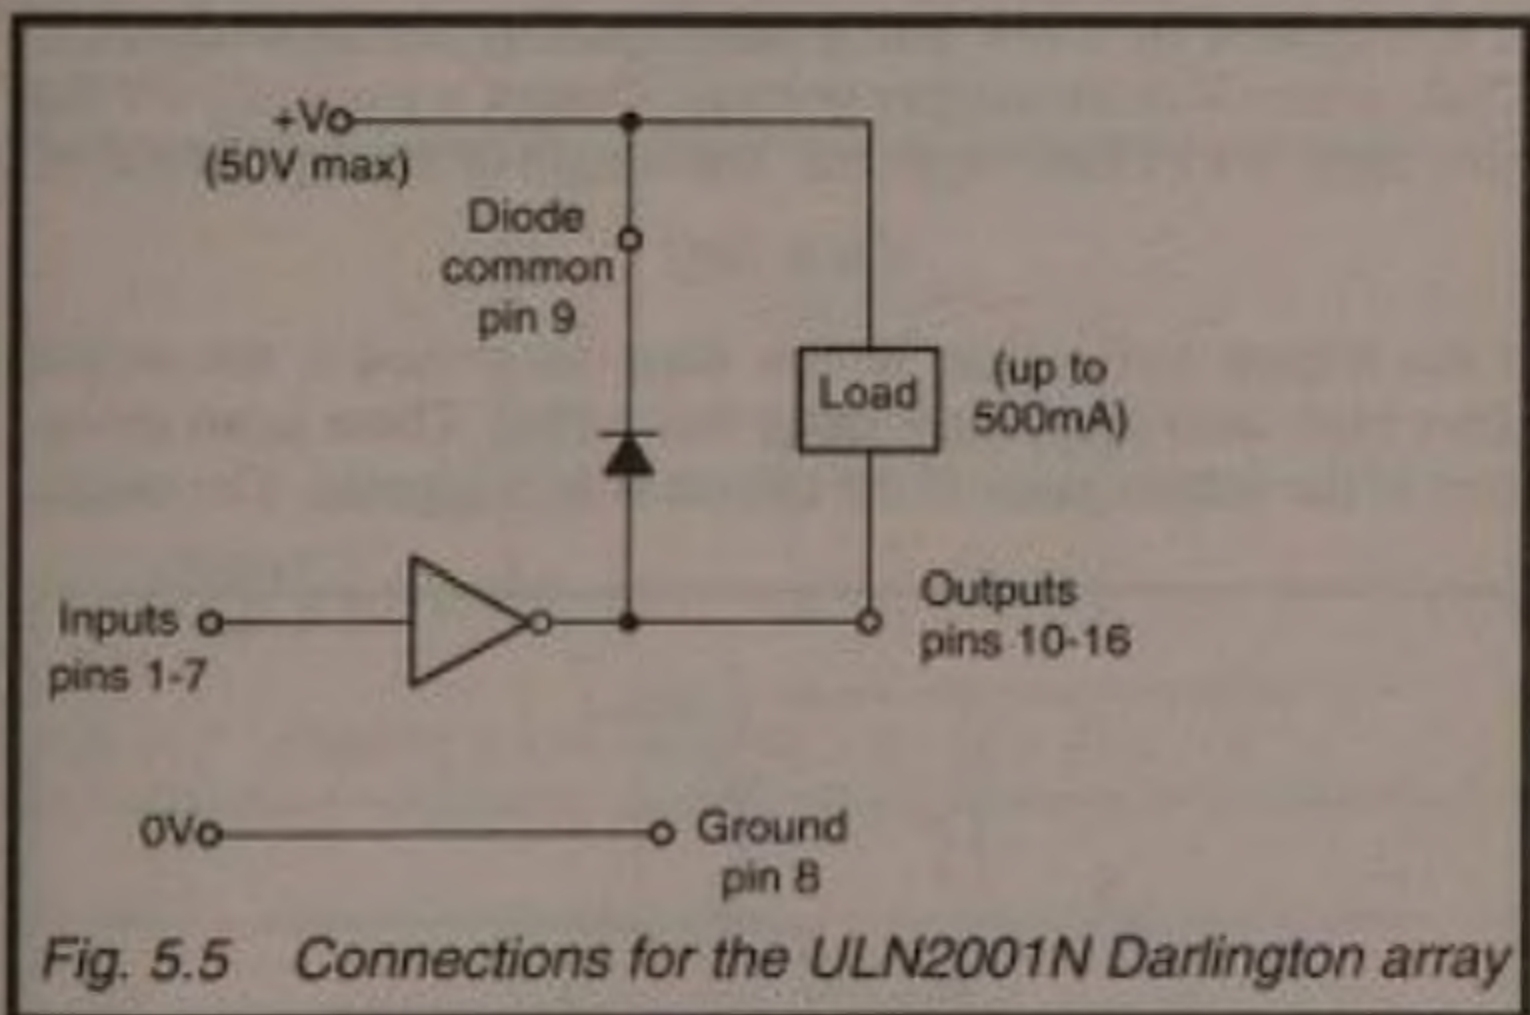 +V
(50V max)
Diode
common
pin 9
Load
(up to
500mA)
Inputs
pins 1-7
Outputs
pins 10-16
0V
Ground
pin 8
Fig. 5.5 Connections for the ULN2001N Darlington array